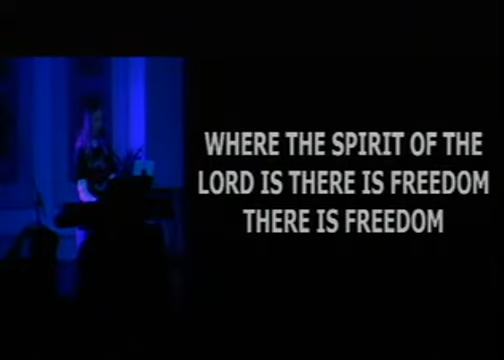 WHERE THE SPIRIT OF THE
LORD IS THERE IS FREEDOM
THERE IS FREEDOM